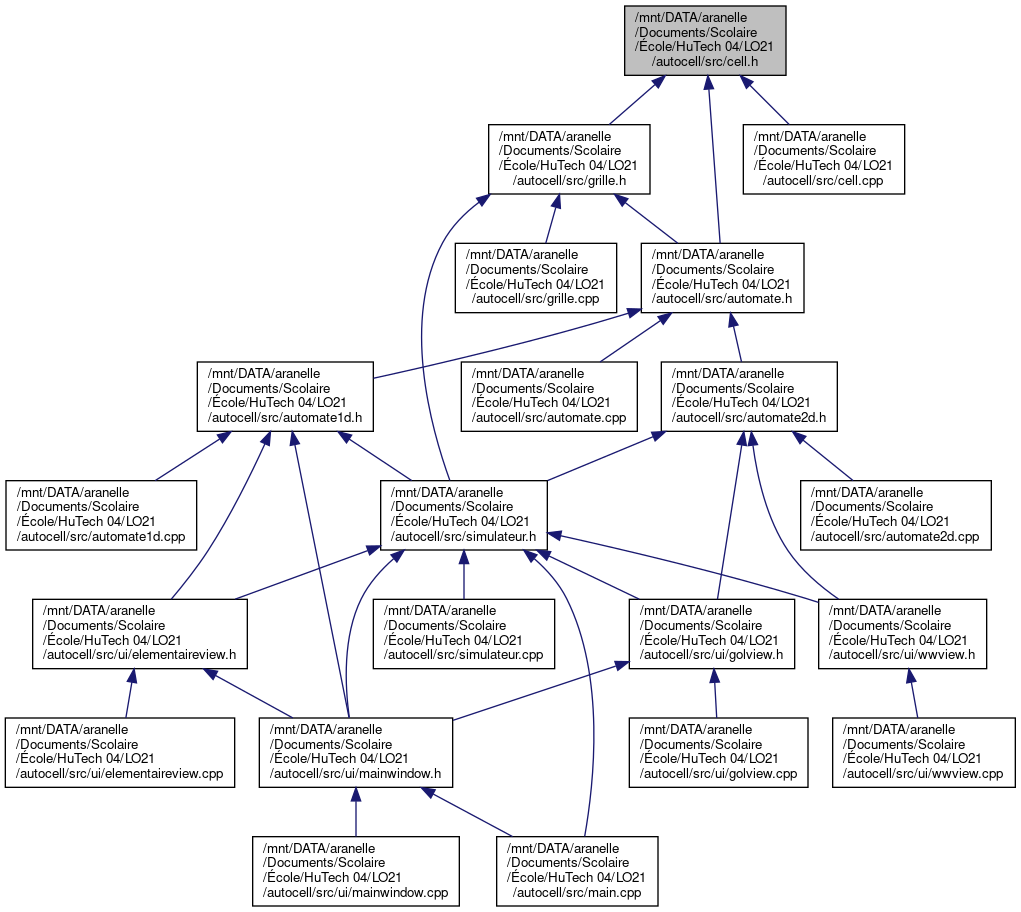 /mnt/DATA/aranelle
/Documents/Scolaire
/École/HuTech 04/LO21
/autocell/src/cell.h
/mnt/DATA/aranelle
/Documents/Scolaire
/École/HuTech 04/LO21
/autocell/src/grille.h
/mnt/DATA/aranelle
/Documents/Scolaire
/École/HuTech 04/LO21
/autocell/src/cell.cpp
/mnt/DATA/aranelle
/Documents/Scolaire
/École/HuTech 04/LO21
/autocell/src/grille.cpp
/mnt/DATA/aranelle
/Documents/Scolaire
/École/HuTech 04/LO21
/autocell/src/automate.h
/mnt/DATA/aranelle
/Documents/Scolaire
/École/HuTech 04/LO21
/autocell/src/automate1d.h
/mnt/DATA/aranelle
/Documents/Scolaire
/École/HuTech 04/LO21
/autocell/src/automate.cpp
/mnt/DATA/aranelle
/Documents/Scolaire
/École/HuTech 04/LO21
/autocell/src/automate2d.h
/mnt/DATA/aranelle
/Documents/Scolaire
/École/HuTech 04/LO21
/autocell/src/automate1d.cpp
/mnt/DATA/aranelle
/Documents/Scolaire
/École/HuTech 04/LO21
/autocell/src/simulateur.h
/mnt/DATA/aranelle
/Documents/Scolaire
/École/HuTech 04/LO21
/autocell/src/automate2d.cpp
/mnt/DATA/aranelle
/Documents/Scolaire
/École/HuTech 04/LO21
/autocell/src/ui/elementaireview.h
/mnt/DATA/aranelle
/Documents/Scolaire
/École/HuTech 04/LO21
/autocell/src/simulateur.cpp
/mnt/DATA/aranelle
/Documents/Scolaire
/École/HuTech 04/LO21
/autocell/src/ui/golview.h
/mnt/DATA/aranelle
/Documents/Scolaire
/École/HuTech 04/LO21
/autocell/src/ui/wwview.h
/mnt/DATA/aranelle
/Documents/Scolaire
/École/HuTech 04/LO21
/autocell/src/ui/elementaireview.cpp
/mnt/DATA/aranelle
/Documents/Scolaire
/École/HuTech 04/LO21
/autocell/src/ui/mainwindow.h
/mnt/DATA/aranelle
/Documents/Scolaire
/École/HuTech 04/LO21
/autocell/src/ui/golview.cpp
/mnt/DATA/aranelle
/Documents/Scolaire
/École/HuTech 04/LO21
/autocell/src/ui/wwview.cpp
/mnt/DATA/aranelle
/Documents/Scolaire
/École/HuTech 04/LO21
/autocell/src/ui/mainwindow.cpp
/mnt/DATA/aranelle
/Documents/Scolaire
/École/HuTech 04/LO21
/autocell/src/main.cpp